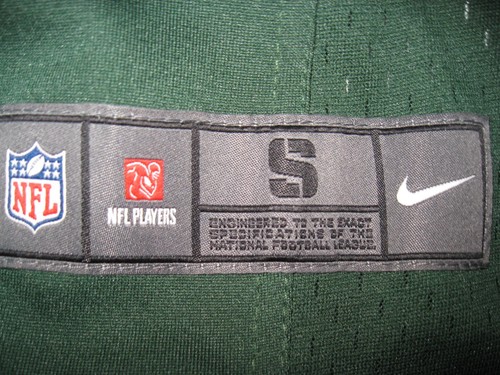 NFL
NFL PLAYERS
S
ENGINEERED TO THE EXACT
SPECIFICATIONS OF THE
NATIONAL FOOTBALL LEAGUE.